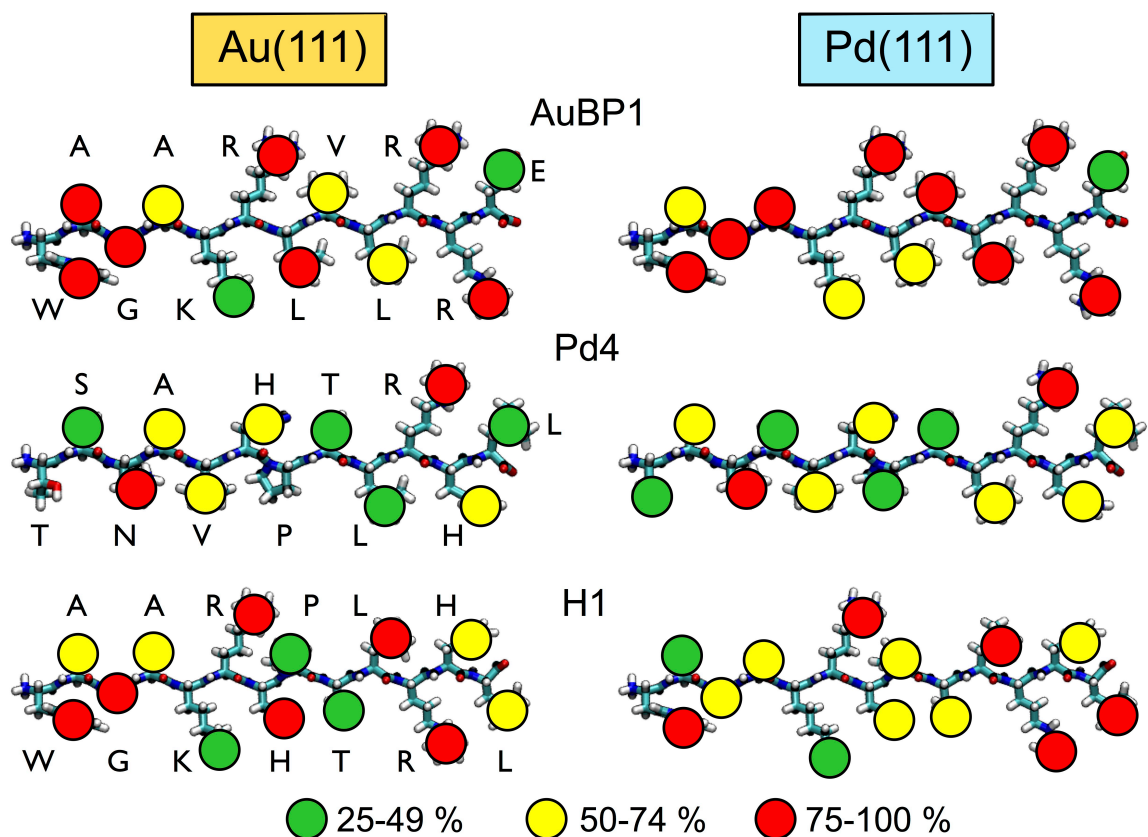 Au(111) Pd(111)
AuBP1
A A R V R
E
W G K L L R
Pd4
S A H T R
L
T N V P L H
H1
A A R P L H
W G K H T R L
25-49 % 50-74 % 75-100 %